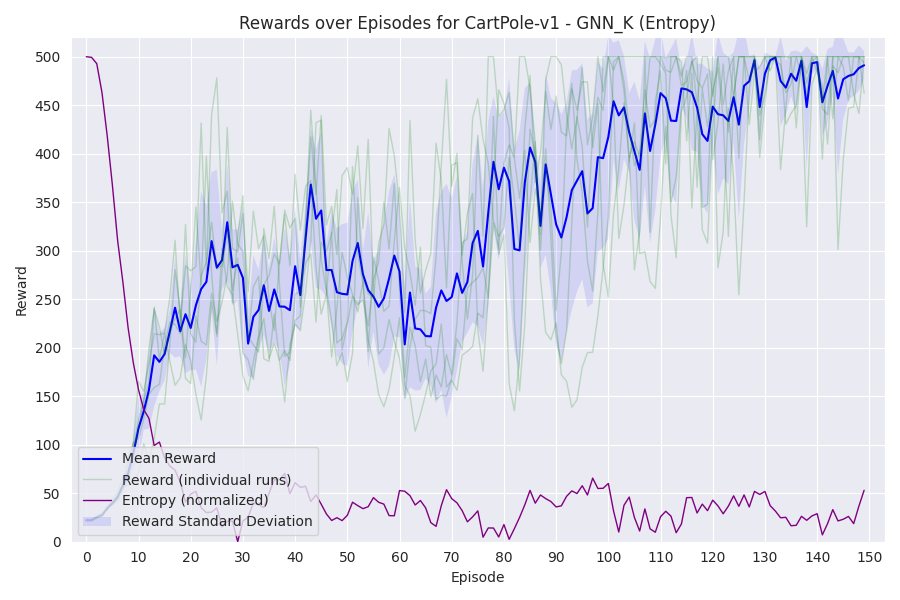 Rewards over Episodes for CartPole-v1 - GNN_K (Entropy)
500
450
400
350
300
250
200
150
100
50
0
Reward
Mean Reward
Reward (individual runs)
Entropy (normalized)
Reward Standard Deviation
0 10 20 30 40 50 60 70 80 90 100 110 120 130 140 150
Episode